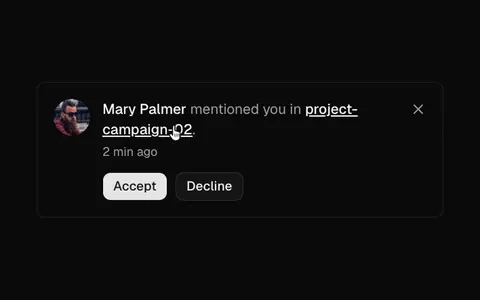 Mary Palmer mentioned you in project-
campaign-02.
2 min ago
Accept
Decline